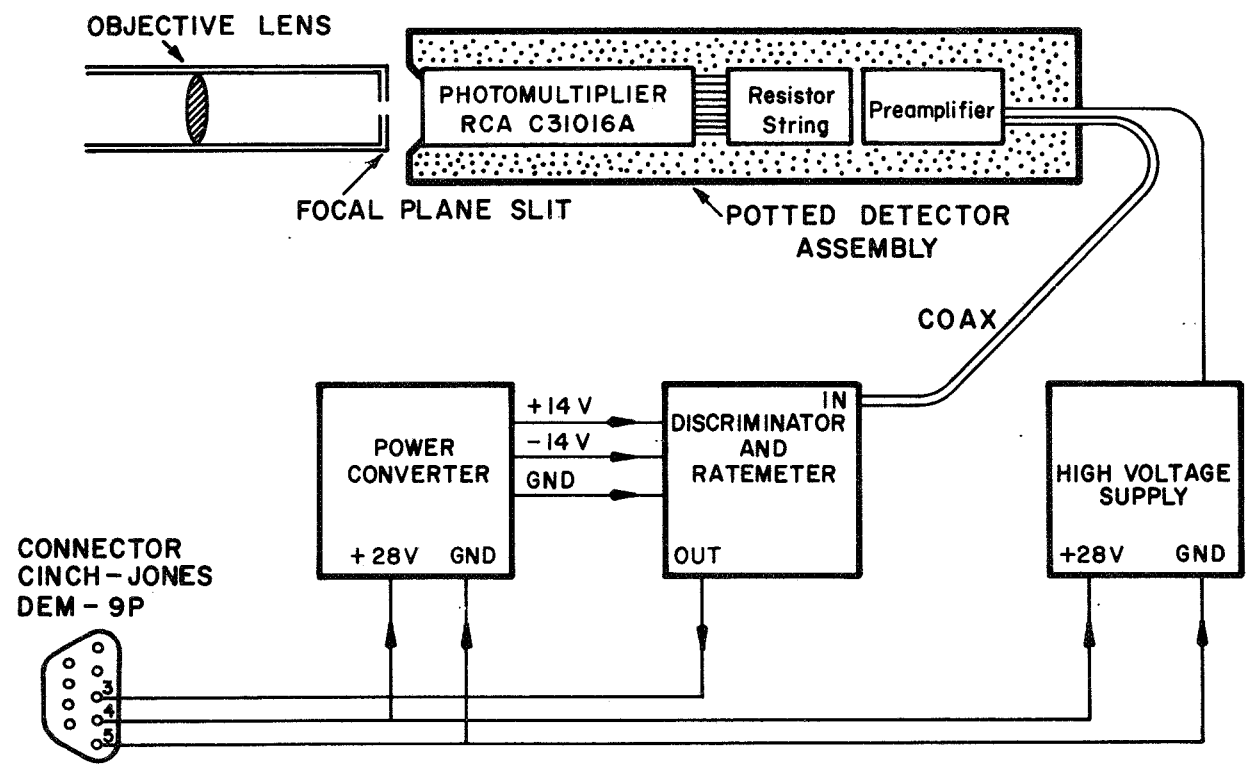 OBJECTIVE LENS
PHOTOMULTIPLIER
RCA C31016A
Resistor
String
Preamplifier
FOCAL PLANE SLIT
POTTED DETECTOR
ASSEMBLY
COAX
POWER
CONVERTER
+28V GND
+14 V
-14 V
GND
IN
DISCRIMINATOR
AND
RATEMETER
OUT
HIGH VOLTAGE
SUPPLY
+28V GND
CONNECTOR
CINCH-JONES
DEM-9P
3
4
5